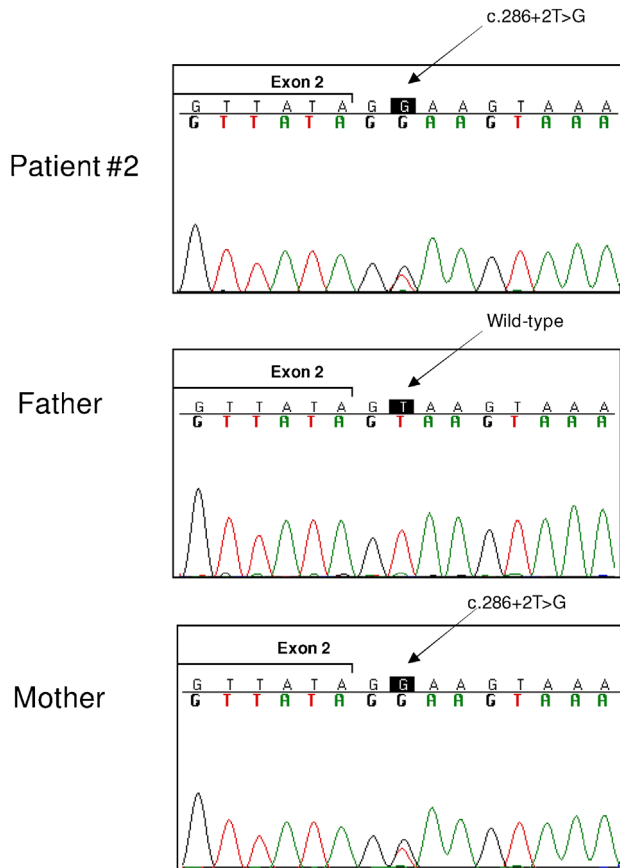 c.286+2T>G
Exon 2
G T T A T A G G A A G T A A A
G T T A T A G G A A G T A A A
Patient #2
Wild-type
Exon 2
G T T A T A G T A A G T A A A
G T T A T A G T A A G T A A A
Father
c.286+2T>G
Exon 2
G T T A T A G G A A G T A A A
G T T A T A G G A A G T A A A
Mother